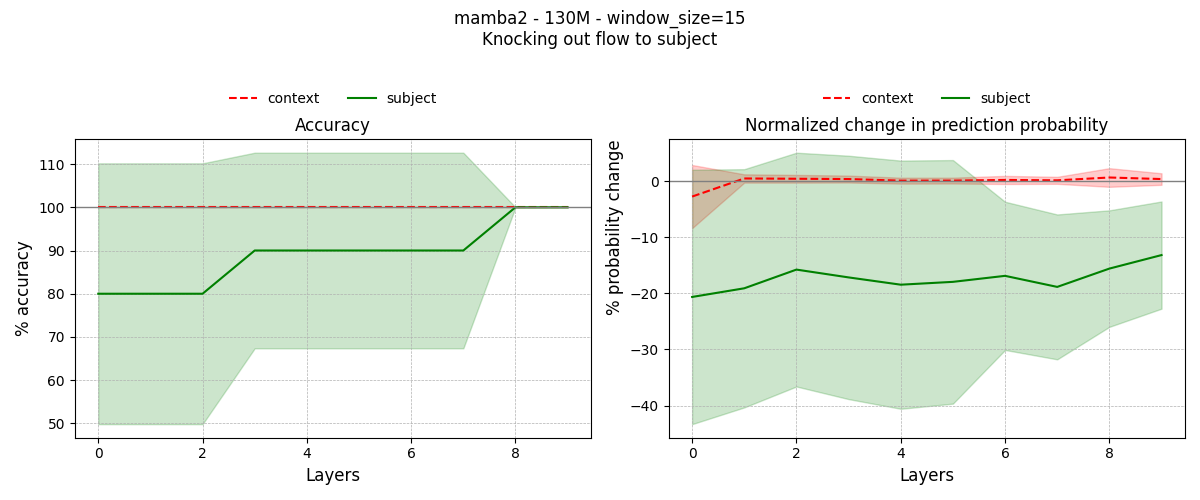 mamba2 - 130M - window_size=15
Knocking out flow to subject
context subject
Accuracy
% accuracy
110
100
90
80
70
60
50
0 2 4 6 8
Layers
context subject
Normalized change in prediction probability
% probability change
0
−10
−20
−30
−40
0 2 4 6 8
Layers